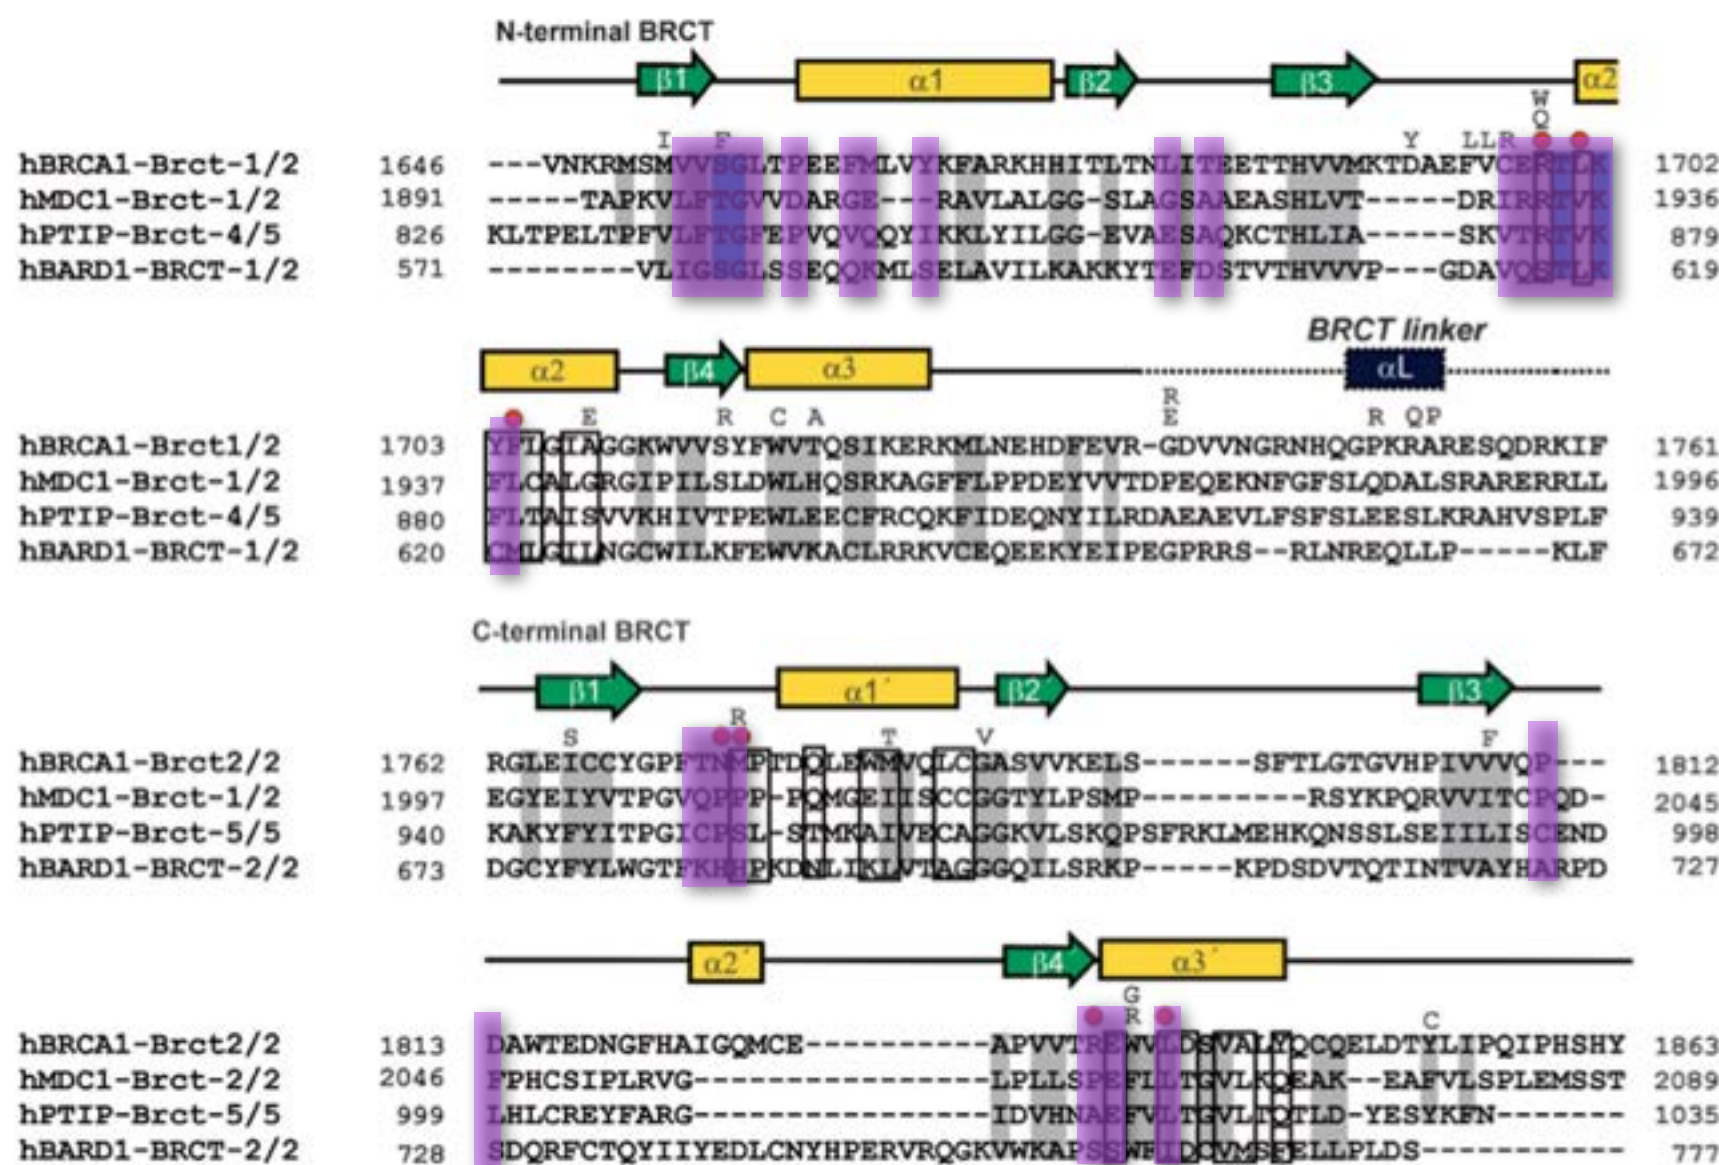 N-terminal BRCT
β1 α1 β2 β3 α2
W
Q
I F Y LLR
hBRCA1-Brct-1/2 1646 ---VNKRMSMVVSGLTPEEFMLVYKFARKHHITLTNLITEETTHVVMKTDAEFVCERTLK 1702
hMDC1-Brct-1/2 1891 -----TAPKVLFTGVVDARGE---RAVLALGG-SLAGSAAEASHLVT-----DRIRRTVK 1936
hPTIP-Brct-4/5 826 KLTPELTPFVLFTGFEPVQVQQYIKKLYILGG-EVAESAQKCTHLIA-----SKVTRTVK 879
hBARD1-BRCT-1/2 571 --------VLIGSGLSSEQQKMLSELAVILKAKKYTEFDSTVTHVVVP---GDAVQSTLK 619
BRCT linker
α2 β4 α3 αL
R
E R C A E R QP
hBRCA1-Brct1/2 1703 YFLGIAGGKWVVSYFWVTQSIKERKMLNEHDFEVR-GDVVNGRNHQGPKRARESQDRKIF 1761
hMDC1-Brct-1/2 1937 FLCALGRGIPILSLDWLHQSRKAGFFLPPDEYVVTDPEQEKNFGFSLQDALSRARERRLL 1996
hPTIP-Brct-4/5 880 FLTAISVVKHIVTPEWLEECFRCQKFIDEQNYILRDAEAEVLFSFSLEESLKRAHVSPLF 939
hBARD1-BRCT-1/2 620 CMLGILNGCWILKFEWVKACLRRKVCEQEEKYEIPEGPRRS--RLNREQLLP-----KLF 672
C-terminal BRCT
β1 α1´ β2´ β3
R
S T V F
hBRCA1-Brct2/2 1762 RGLEICCYGPFTNMPTDQLEWMVQLCGASVVKELS------SFTLGTGVHPIVVVQP--- 1812
hMDC1-Brct-1/2 1997 EGYEIYVTPGVQPPP-PQMGEIISCCGGTYLPSMP---------RSYKPQRVVITCPQD- 2045
hPTIP-Brct-5/5 940 KAKYFYITPGICPSL-STMKAIVECAGGKVLSKQPSFRKLMEHKQNSSLSEIILISCEND 998
hBARD1-BRCT-2/2 673 DGCYFYLWGTFKHHPKDNLIKLVTAGGGQILSRKP-----KPDSDVTQTINTVAYHARPD 727
α2´ β4 α3´
G
R C
hBRCA1-Brct2/2 1813 DAWTEDNGFHAIGQMCE----------APVVTREWVLDSVALYQCQELDTYLIPQIPHSHY 1863
hMDC1-Brct-2/2 2046 FPHCSIPLRVG----------------LPLLSPEFLLTGVLKQEAK--EAFVLSPLEMSST 2089
hPTIP-Brct-5/5 999 LHLCREYFARG----------------IDVHNAEFVLTGVLTQTLD-YESYKFN------- 1035
hBARD1-BRCT-2/2 728 SDQRFCTQYIIYEDLCNYHPERVRQGKVWKAPSSWFIQCVMSFELLPLDS----------- 777